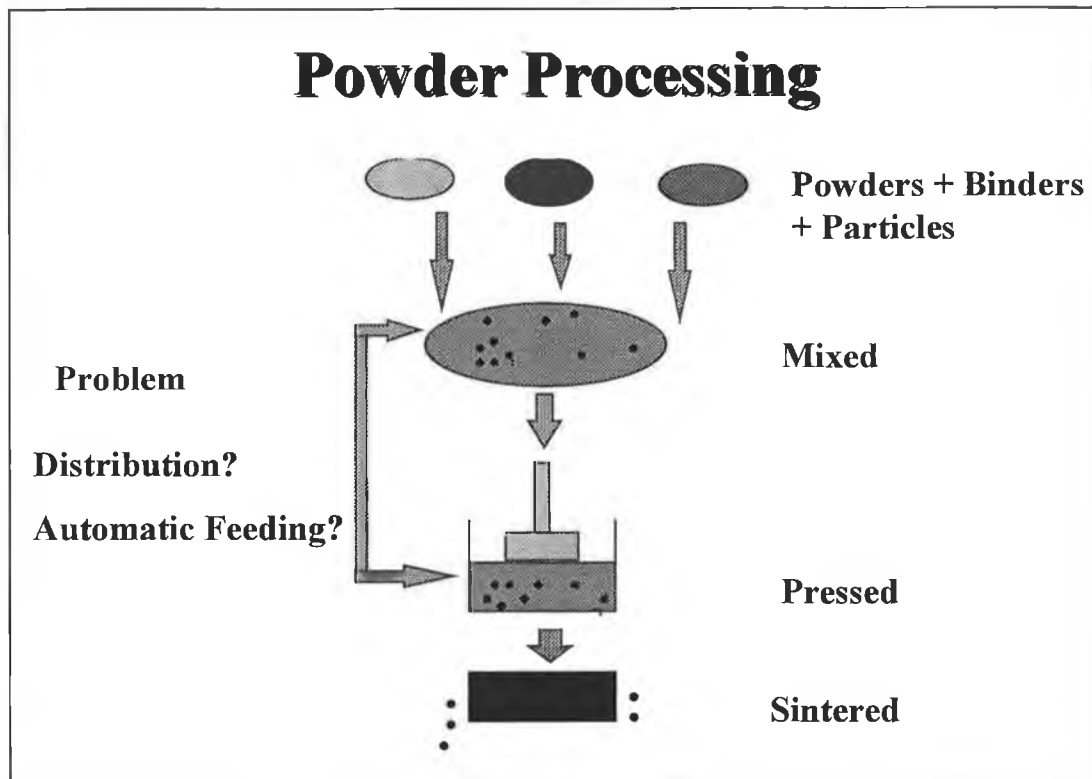 Powder Processing
Powders + Binders
+ Particles
Mixed
Problem
Distribution?
Automatic Feeding?
Pressed
Sintered